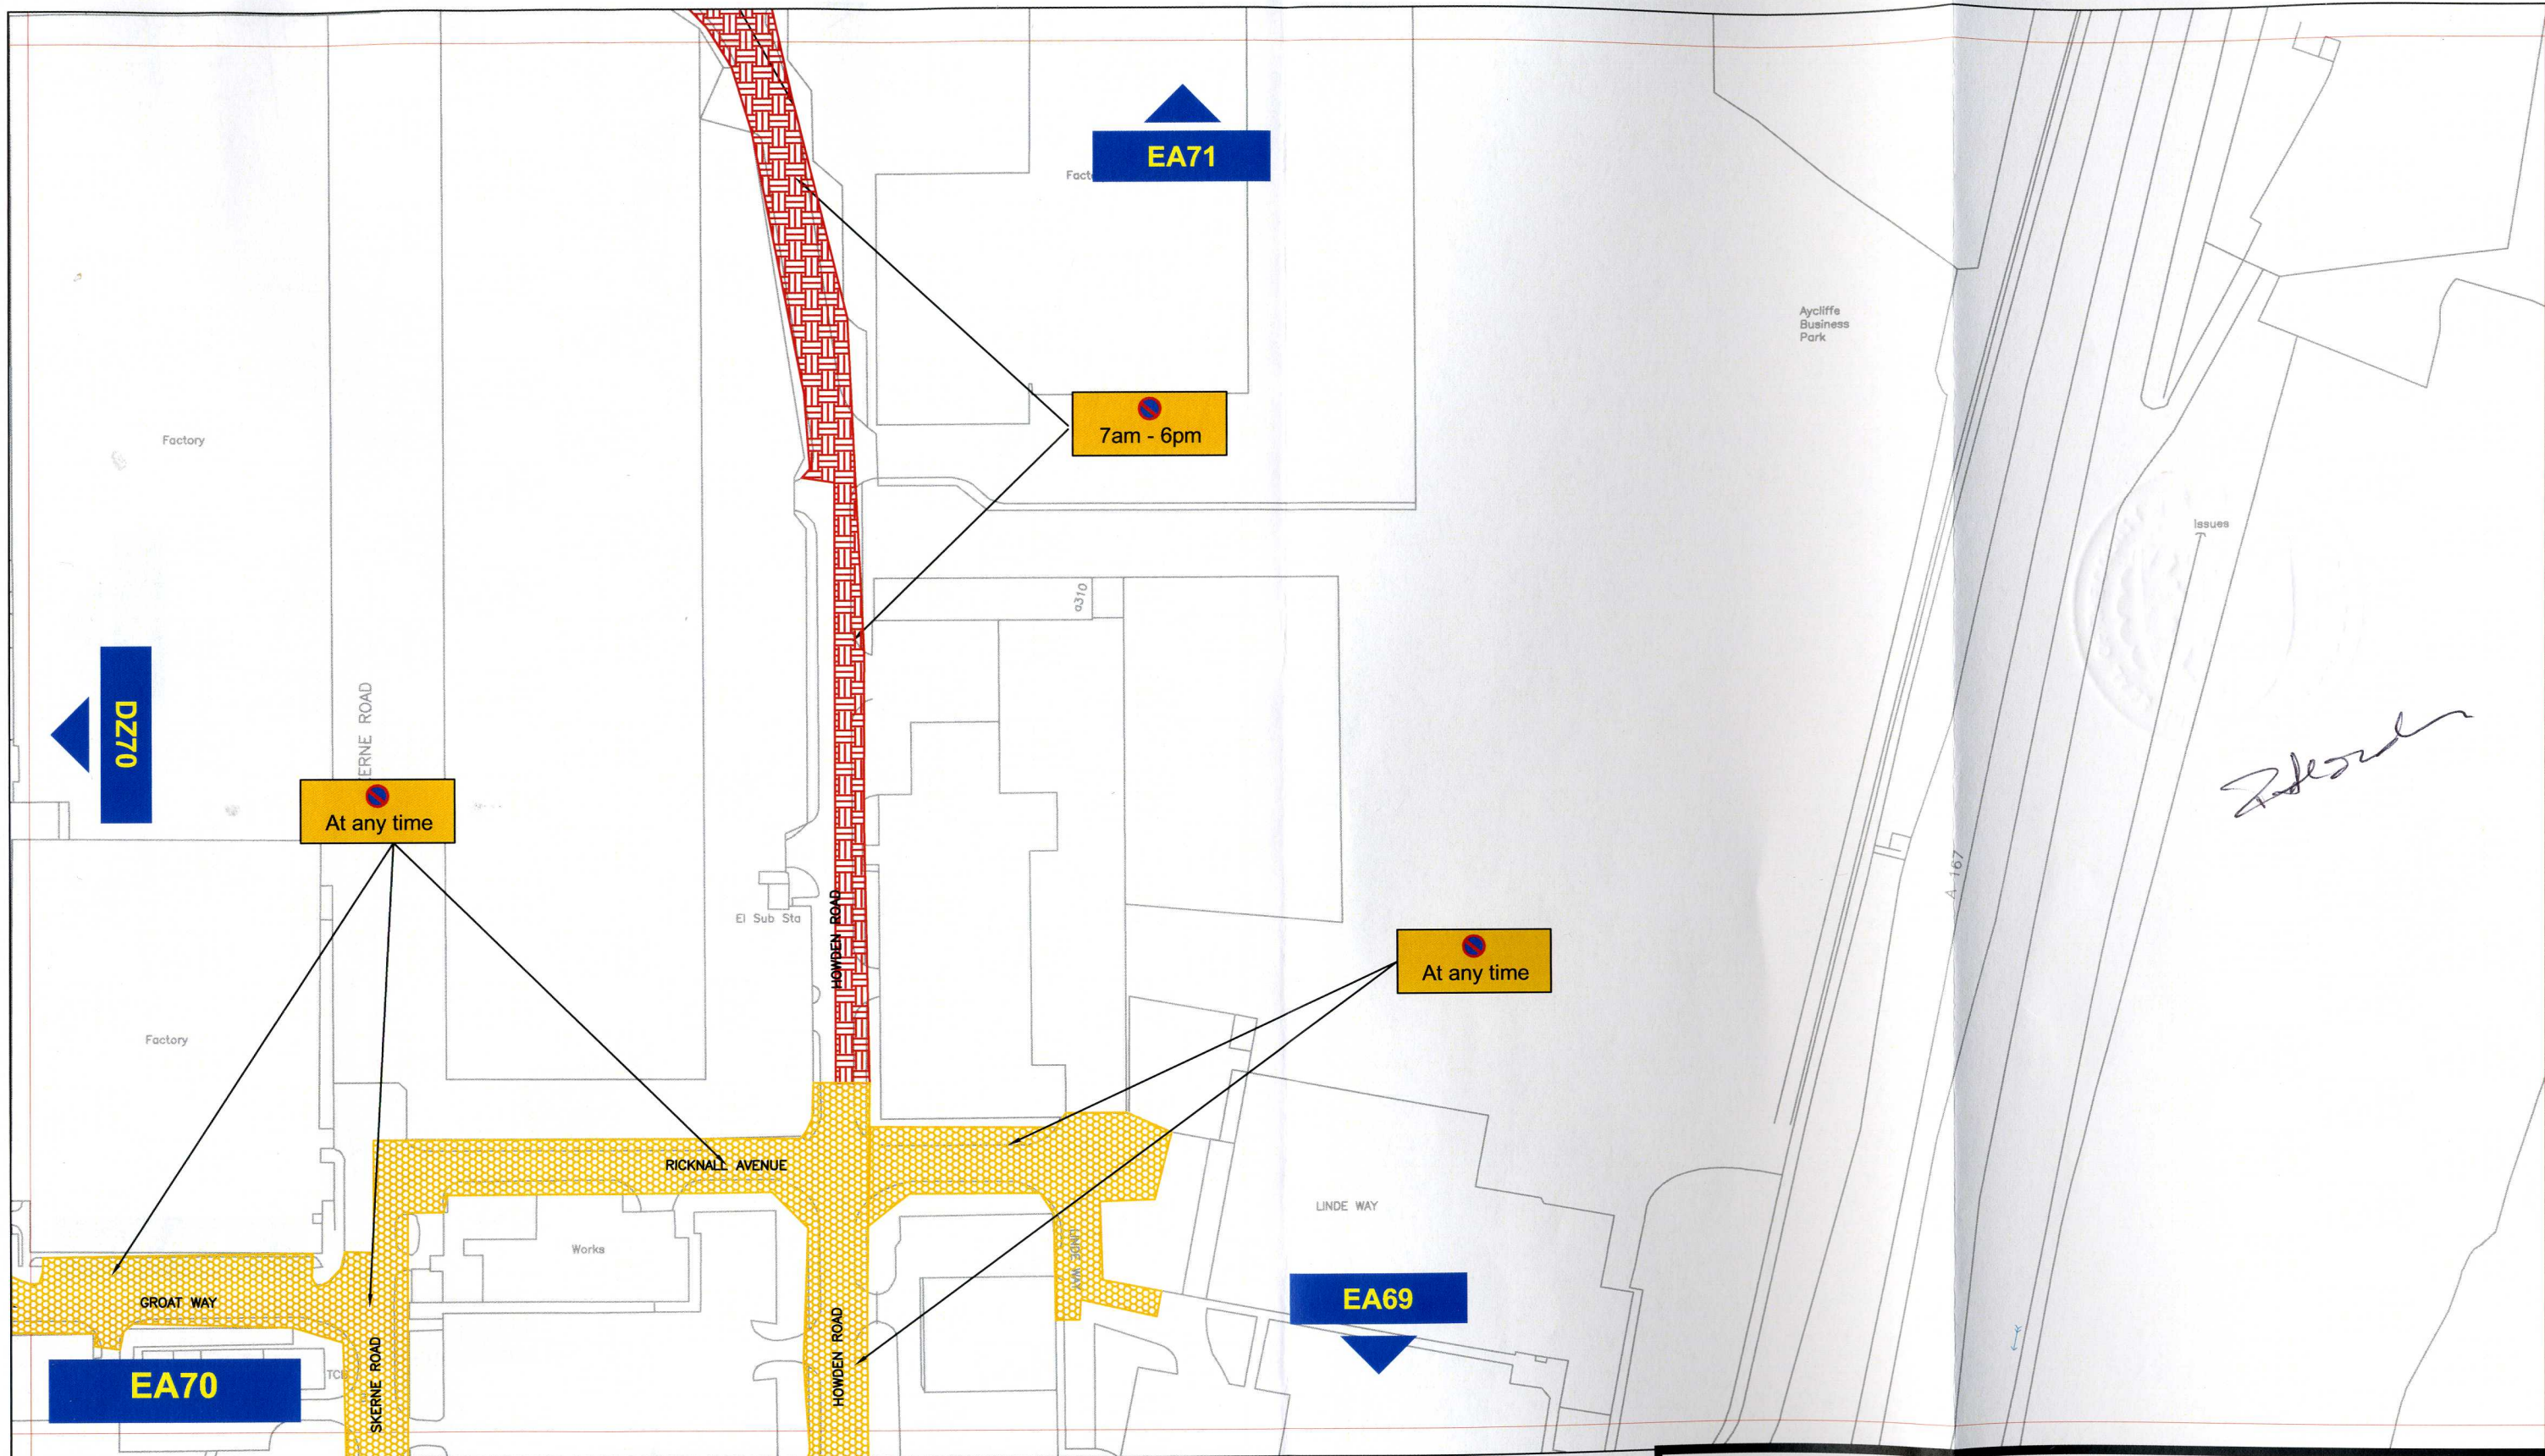 EA71
Factory
Aycliffe
Business
Park
7am - 6pm
Issues
a310
DZ70
ERNE ROAD
At any time
A 167
El Sub Sta
HOWDEN ROAD
At any time
Factory
RICKNALL AVENUE
LINDE WAY
Works
LINDE WAY
EA69
GROAT WAY
HOWDEN ROAD
SKERNE ROAD
EA70